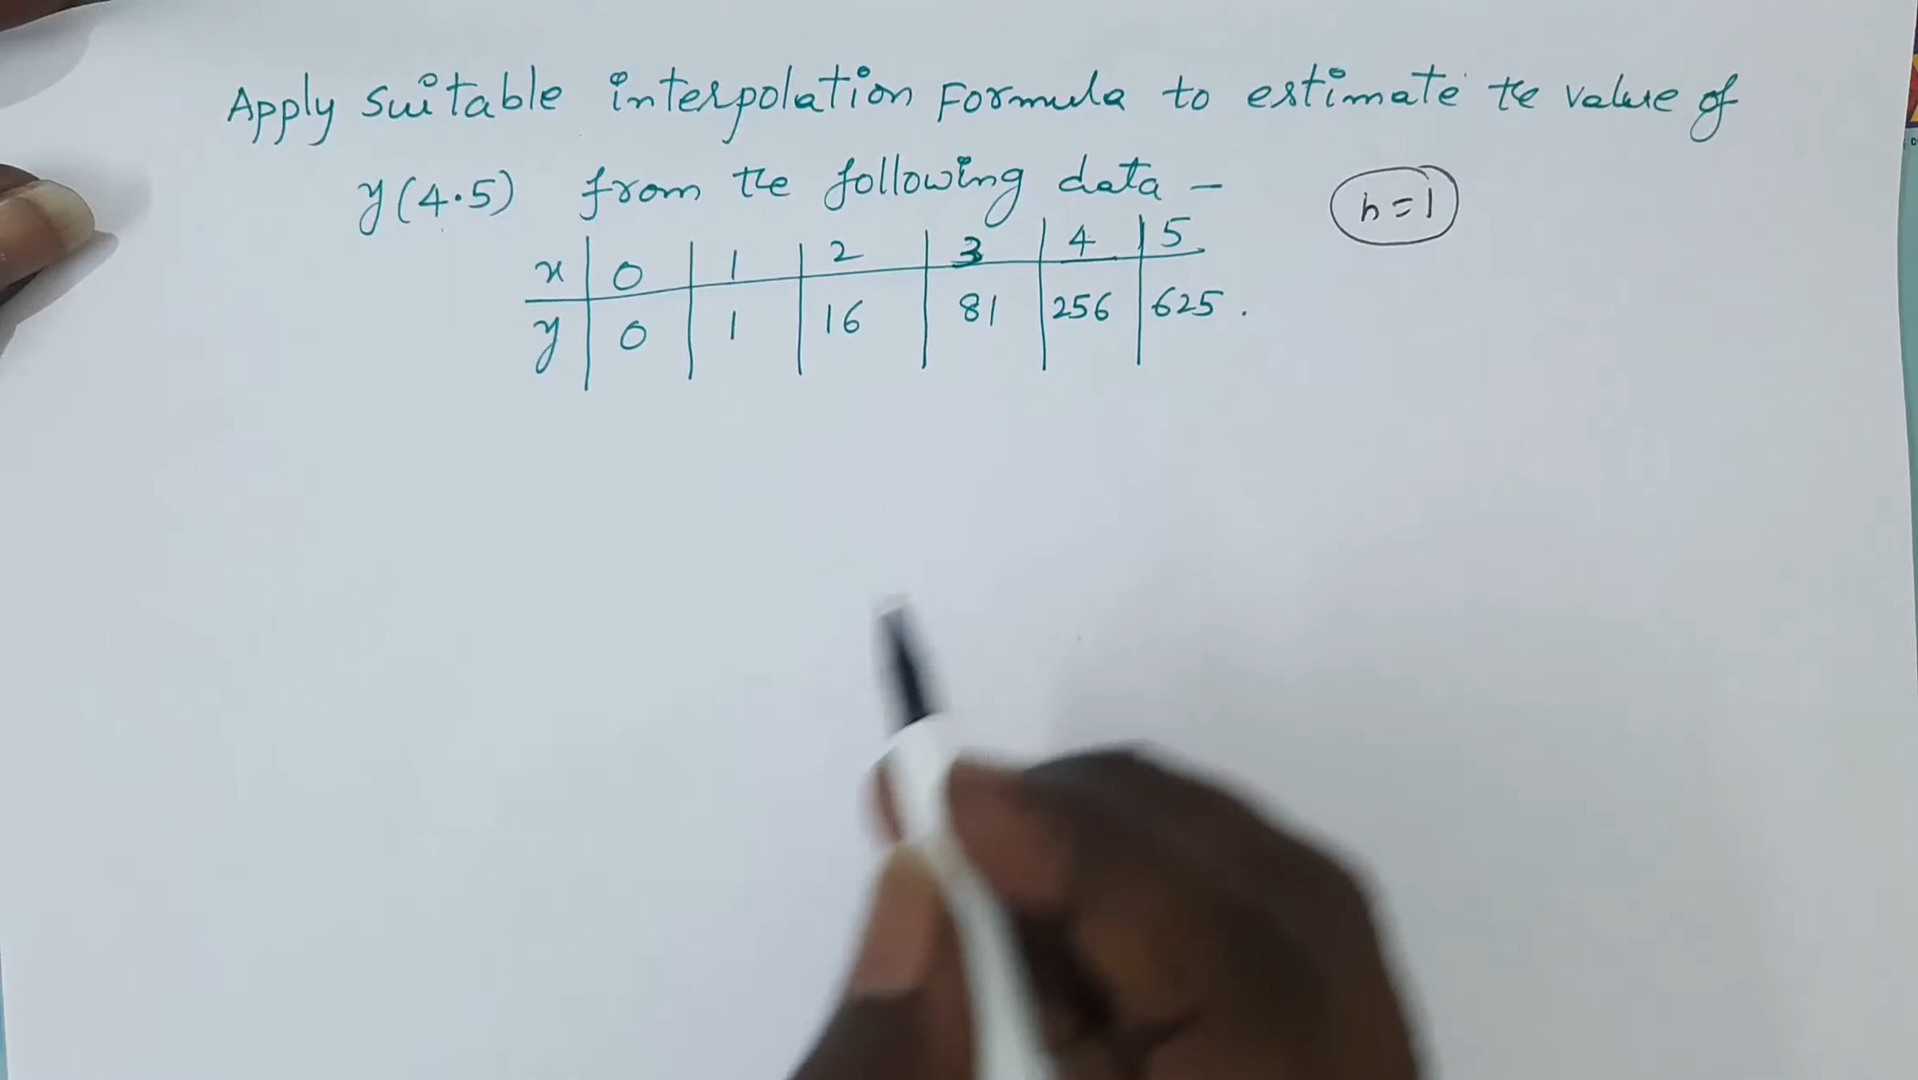 Apply suitable interpolation Formula to estimate the value of
y(4.5) from the following data -
h=1
x 0 1 2 3 4 5
y 0 1 16 81 256 625.